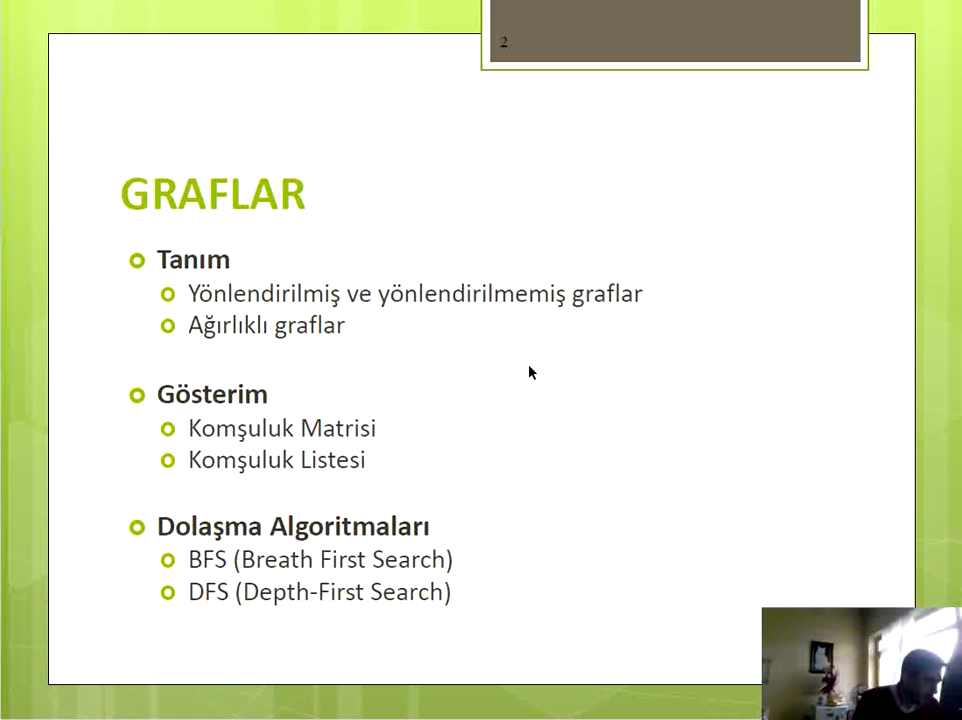 2
GRAFLAR
Tanım
Yönlendirilmiş ve yönlendirilmemiş graflar
Ağırlıklı graflar
Gösterim
Komşuluk Matrisi
Komşuluk Listesi
Dolaşma Algoritmaları
BFS (Breath First Search)
DFS (Depth-First Search)